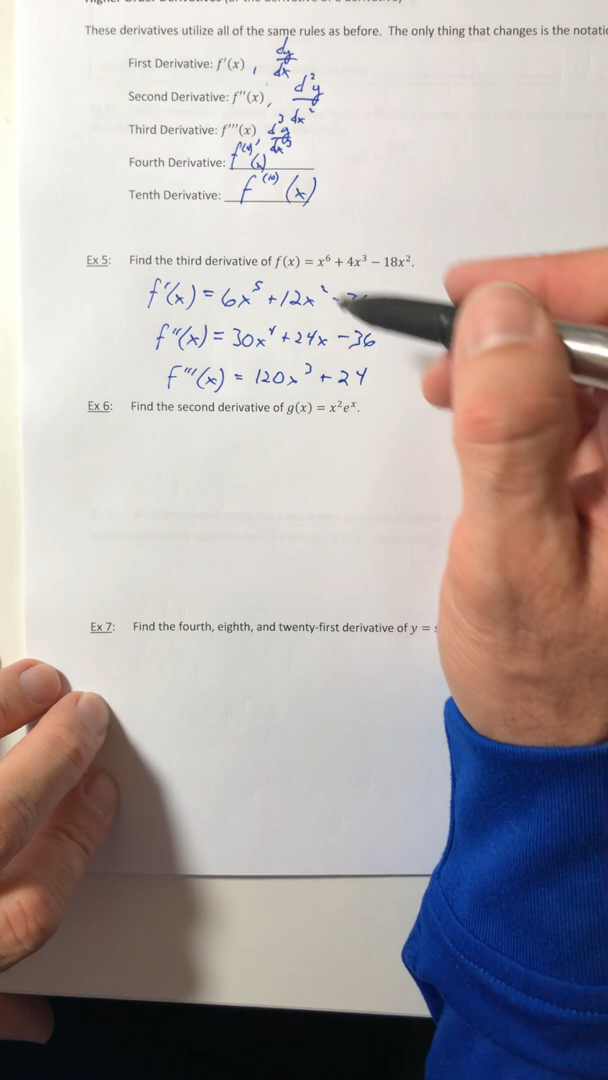 These derivatives utilize all of the same rules as before. The only thing that changes is the
First Derivative: f'(x) , dy/dx
Second Derivative: f''(x), d²y/dx²
Third Derivative: f'''(x) d³y/dx³
Fourth Derivative: f⁽⁴⁾(x)
Tenth Derivative: f⁽¹⁰⁾(x)
Ex 5: Find the third derivative of f(x) = x⁶ + 4x³ − 18x².
f'(x) = 6x⁵ + 12x² -
f''(x) = 30x⁴ + 24x - 36
f'''(x) = 120x³ + 24
Ex 6: Find the second derivative of g(x) = x²eˣ.
Ex 7: Find the fourth, eighth, and twenty-first derivative of y =